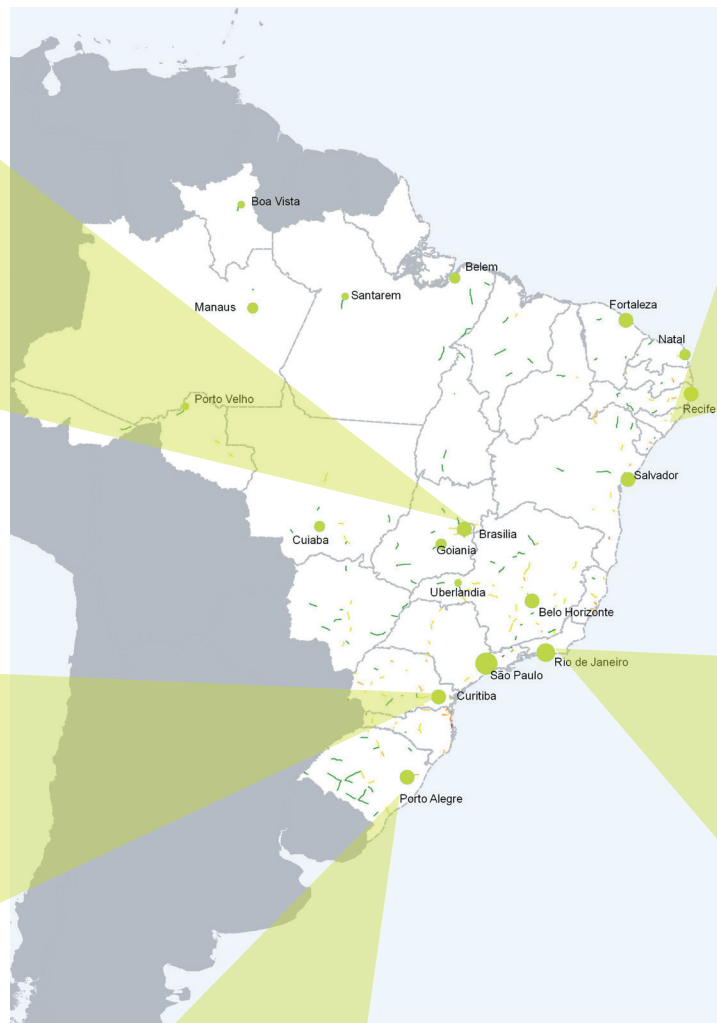 Boa Vista
Belem
Santarem
Manaus
Fortaleza
Natal
Porto Velho
Recife
Salvador
Brasilia
Cuiaba
Goiania
Uberlandia
Belo Horizonte
Rio de Janeiro
São Paulo
Curitiba
Porto Alegre